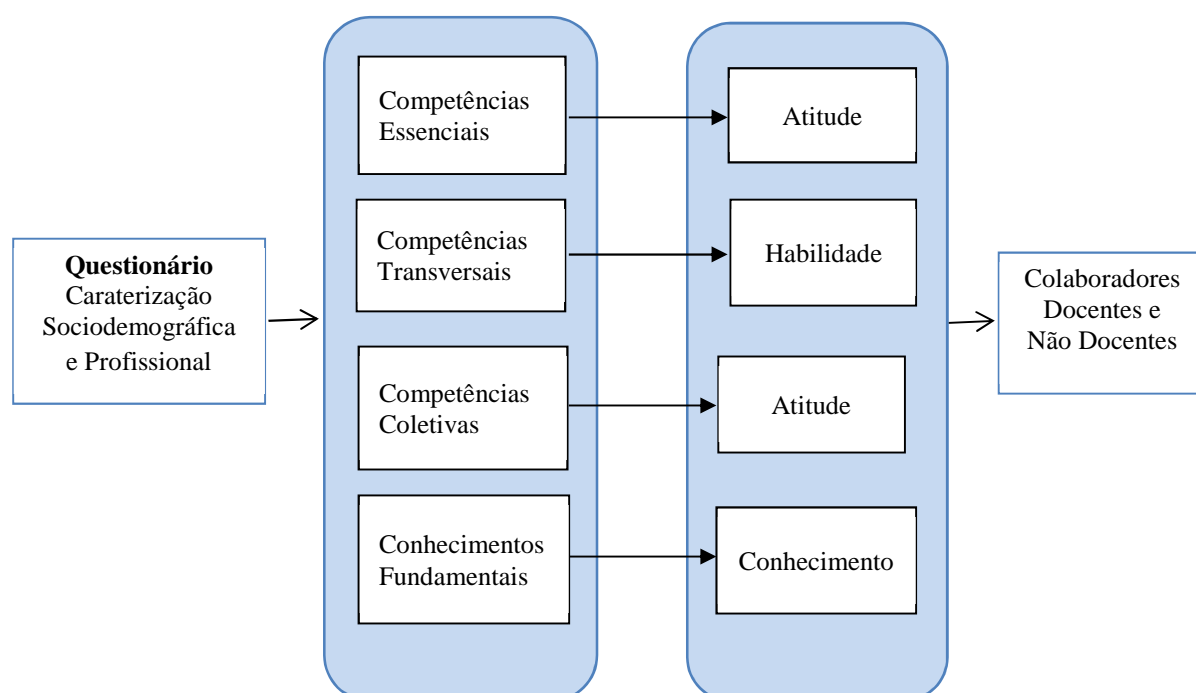 Questionário
Caraterização
Sociodemográfica
e Profissional
Competências
Essenciais
Competências
Transversais
Competências
Coletivas
Conhecimentos
Fundamentais
Atitude
Habilidade
Atitude
Conhecimento
Colaboradores
Docentes e
Não Docentes